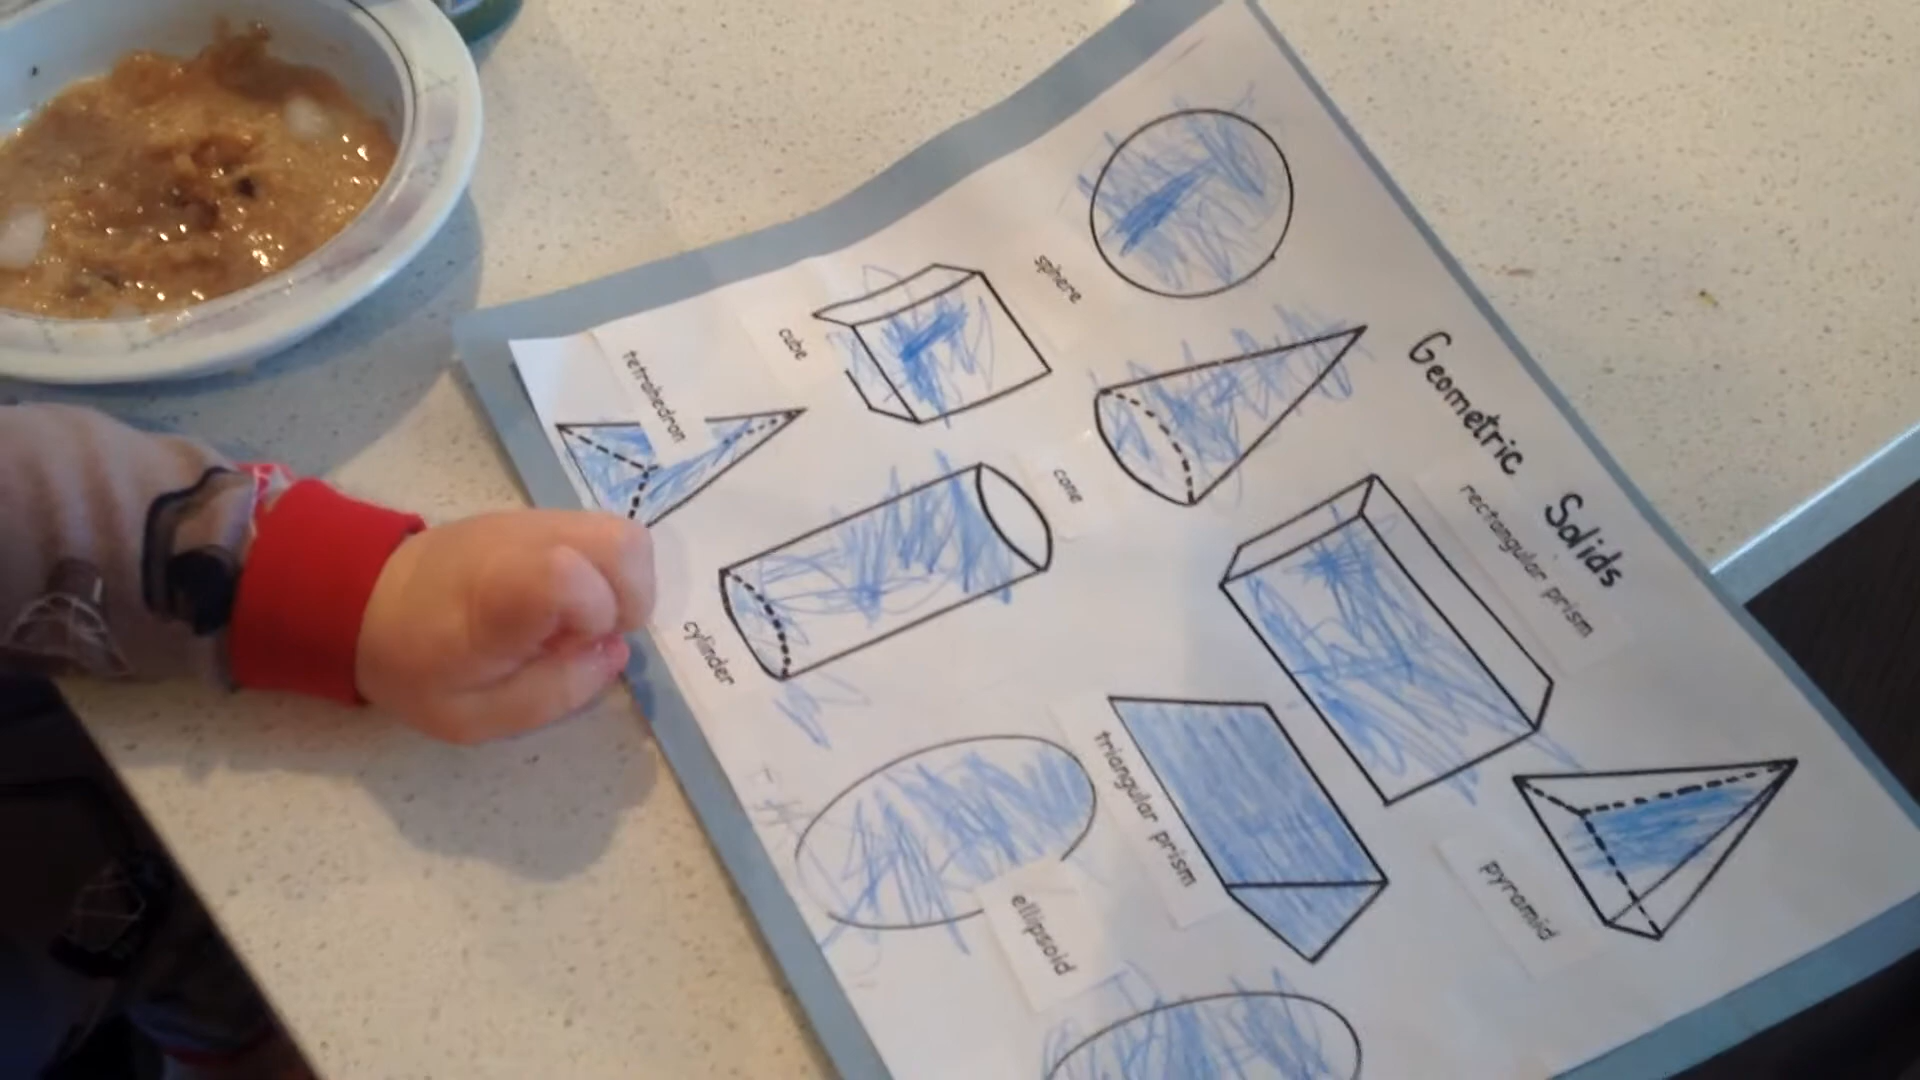 Geometric Solids
sphere
cube
tetrahedron
cone
cylinder
rectangular prism
triangular prism
pyramid
ellipsoid